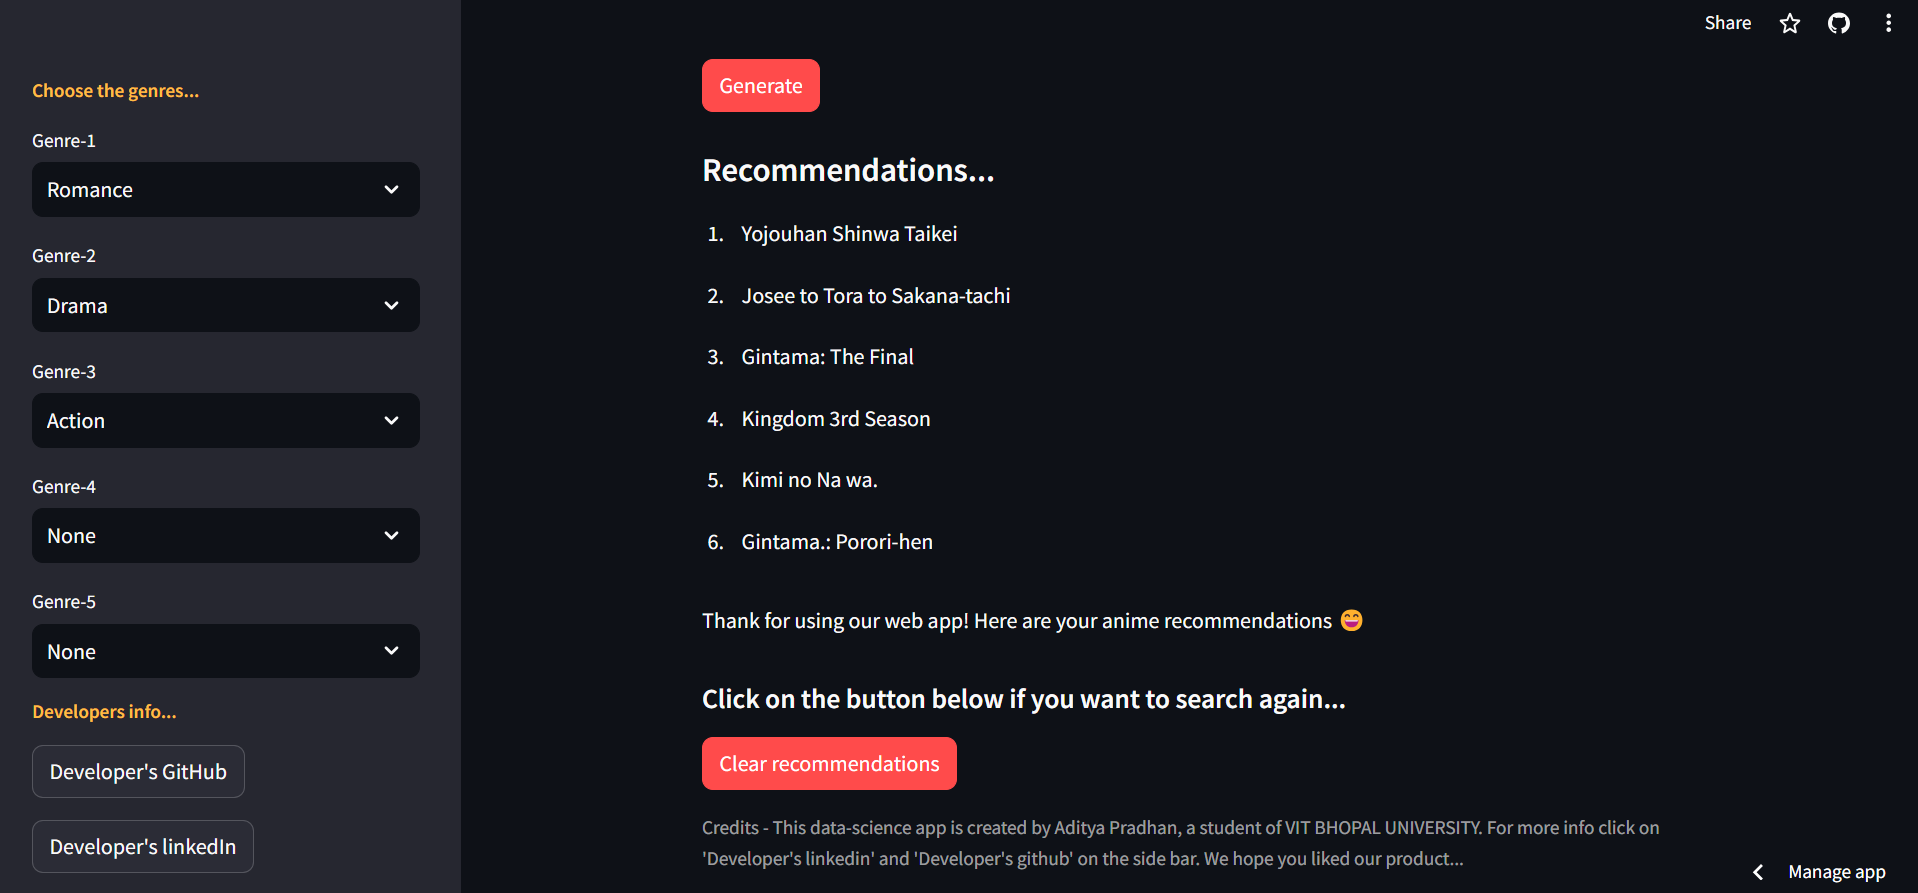 Share
Choose the genres...
Genre-1
Romance
Genre-2
Drama
Genre-3
Action
Genre-4
None
Genre-5
None
Developers info...
Developer's GitHub
Developer's linkedIn
Generate
Recommendations...
1. Yojouhan Shinwa Taikei
2. Josee to Tora to Sakana-tachi
3. Gintama: The Final
4. Kingdom 3rd Season
5. Kimi no Na wa.
6. Gintama.: Porori-hen
Thank for using our web app! Here are your anime recommendations 😄
Click on the button below if you want to search again...
Clear recommendations
Credits - This data-science app is created by Aditya Pradhan, a student of VIT BHOPAL UNIVERSITY. For more info click on
'Developer's linkedin' and 'Developer's github' on the side bar. We hope you liked our product...
Manage app